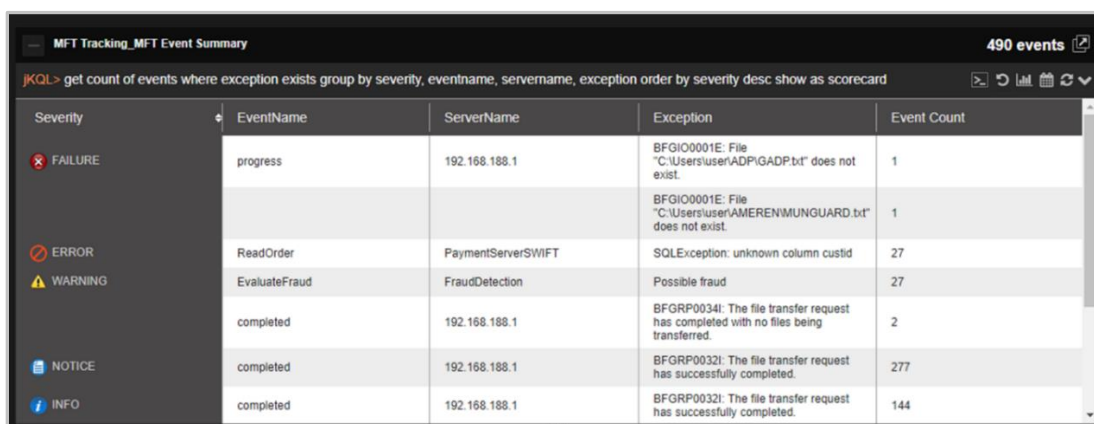 MFT Tracking_MFT Event Summary
490 events
jKQL> get count of events where exception exists group by severity, eventname, servername, exception order by severity desc show as scorecard
Severity EventName ServerName Exception Event Count
FAILURE progress 192.168.188.1 BFGIO0001E: File
"C:\Users\user\ADP\GADP.txt" does not
exist. 1
BFGIO0001E: File
"C:\Users\user\AMEREN\MUNGUARD.txt"
does not exist. 1
ERROR ReadOrder PaymentServerSWIFT SQLException: unknown column custid 27
WARNING EvaluateFraud FraudDetection Possible fraud 27
completed 192.168.188.1 BFGRP0034I: The file transfer request
has completed with no files being
transferred. 2
NOTICE completed 192.168.188.1 BFGRP0032I: The file transfer request
has successfully completed. 277
INFO completed 192.168.188.1 BFGRP0032I: The file transfer request
has successfully completed. 144